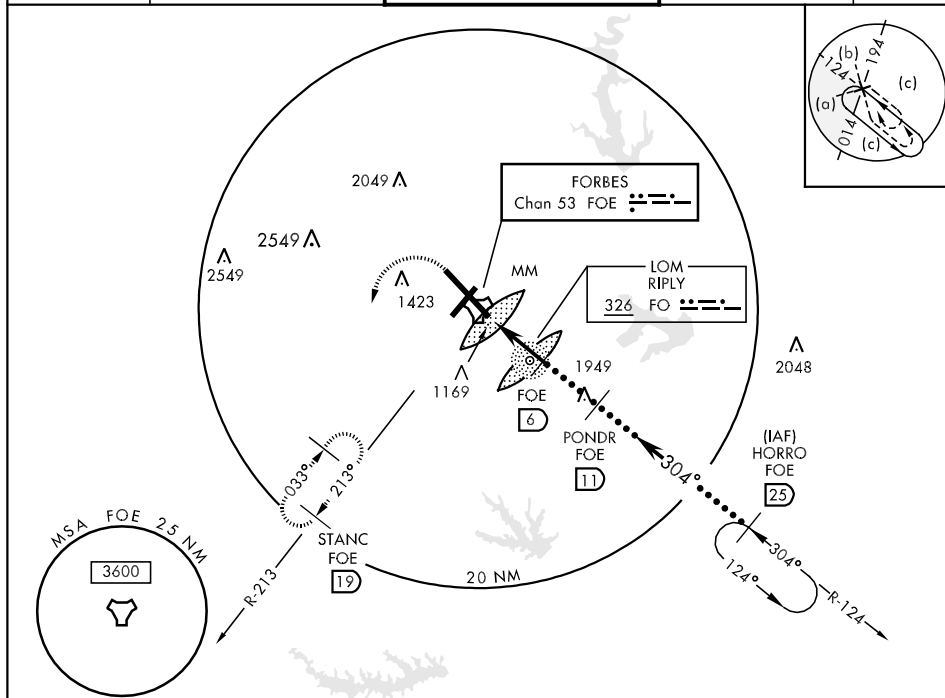 (b)
124
194
(c)
(a)
014
(c)
2049
FORBES
Chan 53 FOE
2549
2549
MM
LOM
RIPLY
326 FO
1423
1169
1949
2048
FOE
6
PONDR
FOE
11
(IAF)
HORRO
FOE
25
304°
033°
213°
STANC
FOE
19
304°
124°
R-124
20 NM
MSA FOE 25 NM
3600
R-213